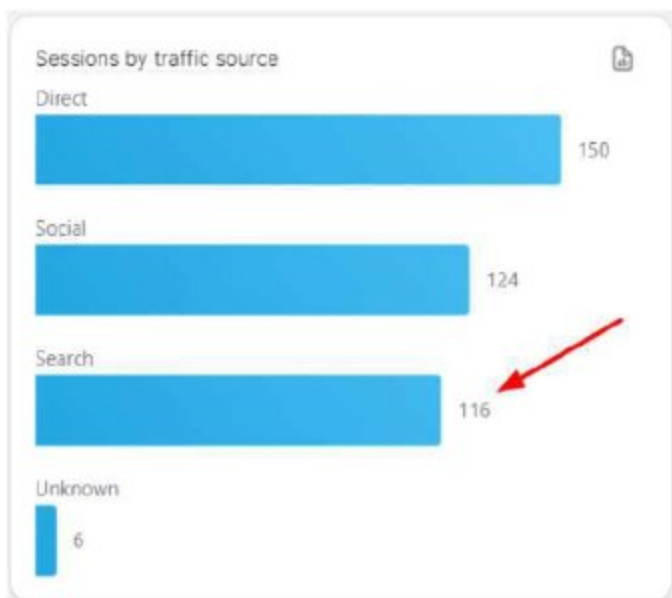 Sessions by traffic source
Direct
150
Social
124
Search
116
Unknown
6